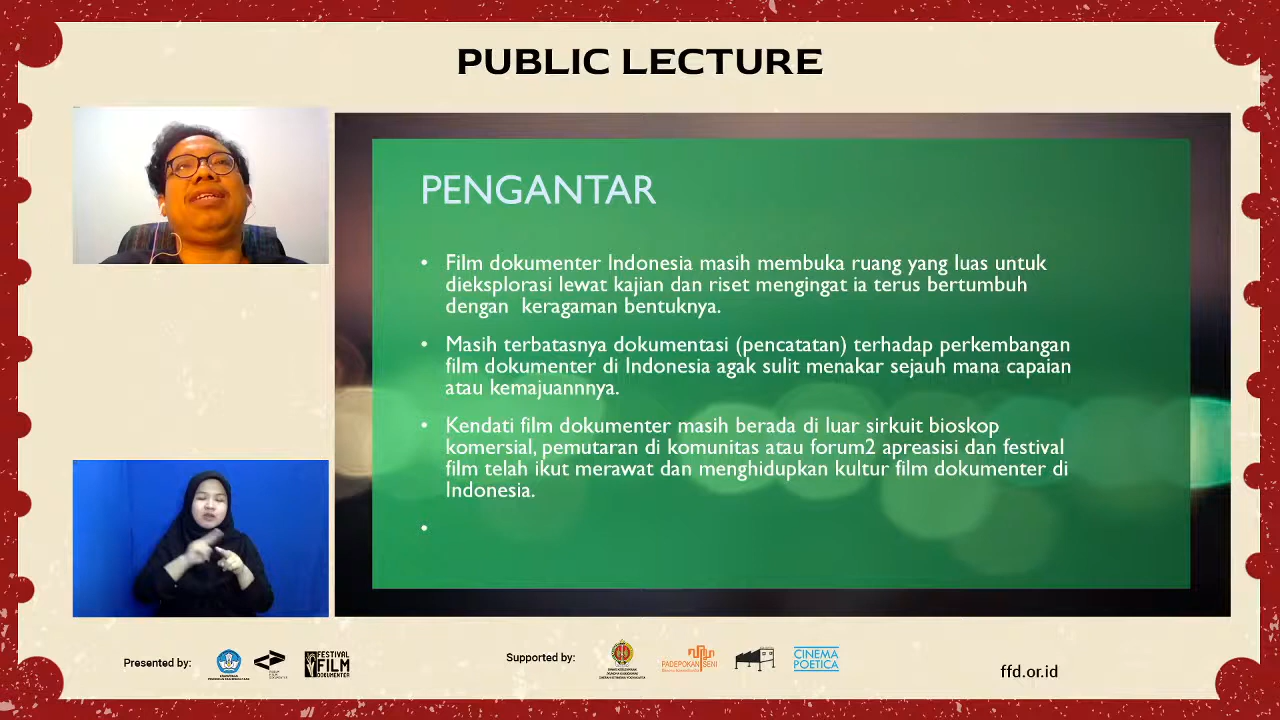 PUBLIC LECTURE
PENGANTAR
• Film dokumenter Indonesia masih membuka ruang yang luas untuk
dieksplorasi lewat kajian dan riset mengingat ia terus bertumbuh
dengan keragaman bentuknya.
• Masih terbatasnya dokumentasi (pencatatan) terhadap perkembangan
film dokumenter di Indonesia agak sulit menakar sejauh mana capaian
atau kemajuannnya.
• Kendati film dokumenter masih berada di luar sirkuit bioskop
komersial, pemutaran di komunitas atau forum2 apreasisi dan festival
film telah ikut merawat dan menghidupkan kultur film dokumenter di
Indonesia.
•
Presented by:
FESTIVAL
FILM
DOKUMENTER
Supported by:
PADEPOKAN SENI
CINEMA
POETICA
ffd.or.id